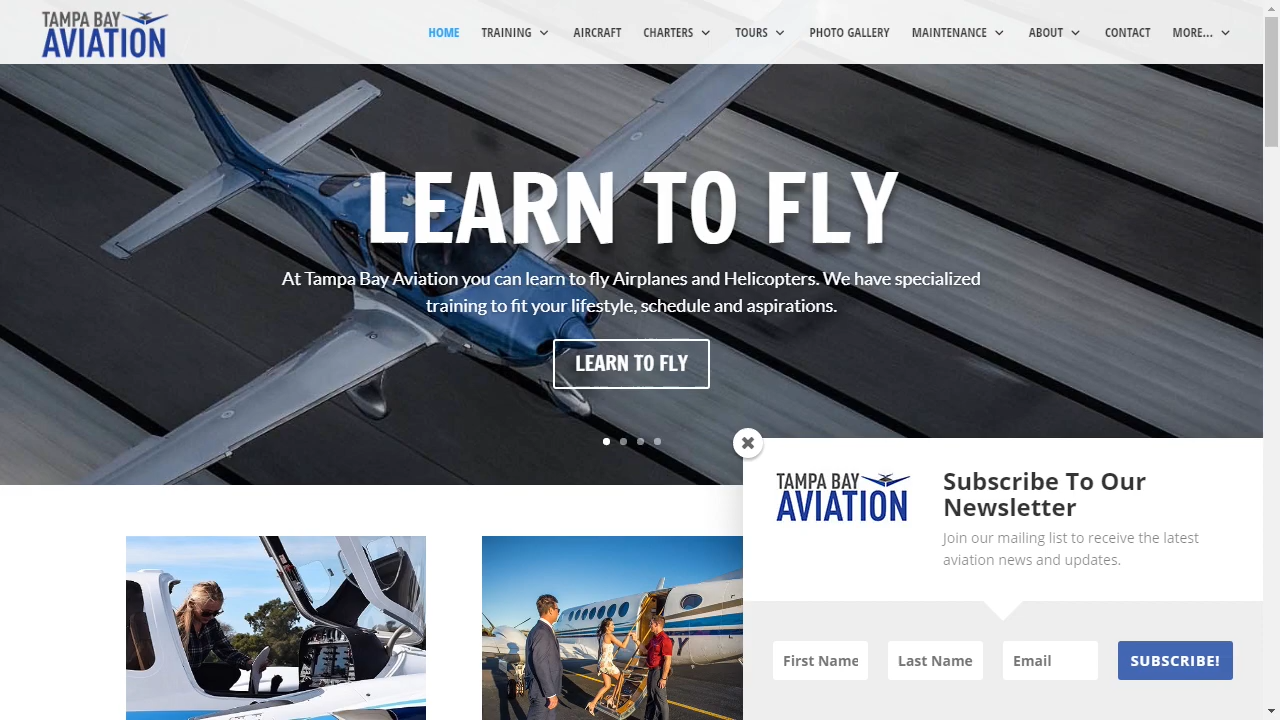 TAMPA BAY
AVIATION
HOME TRAINING AIRCRAFT CHARTERS TOURS PHOTO GALLERY MAINTENANCE ABOUT CONTACT MORE...
LEARN TO FLY
At Tampa Bay Aviation you can learn to fly Airplanes and Helicopters. We have specialized
training to fit your lifestyle, schedule and aspirations.
LEARN TO FLY
TAMPA BAY
AVIATION
Subscribe To Our
Newsletter
Join our mailing list to receive the latest
aviation news and updates.
First Name Last Name Email SUBSCRIBE!